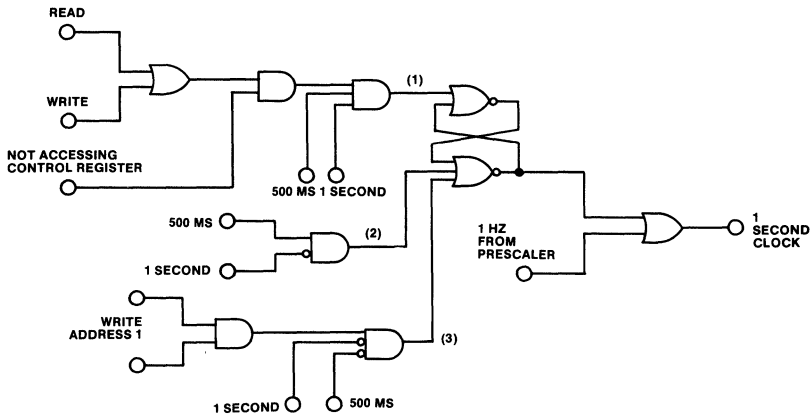 READ
WRITE
NOT ACCESSING
CONTROL REGISTER
(1)
500 MS 1 SECOND
500 MS
1 SECOND
(2)
1 HZ
FROM
PRESCALER
1
SECOND
CLOCK
WRITE
ADDRESS 1
(3)
1 SECOND
500 MS